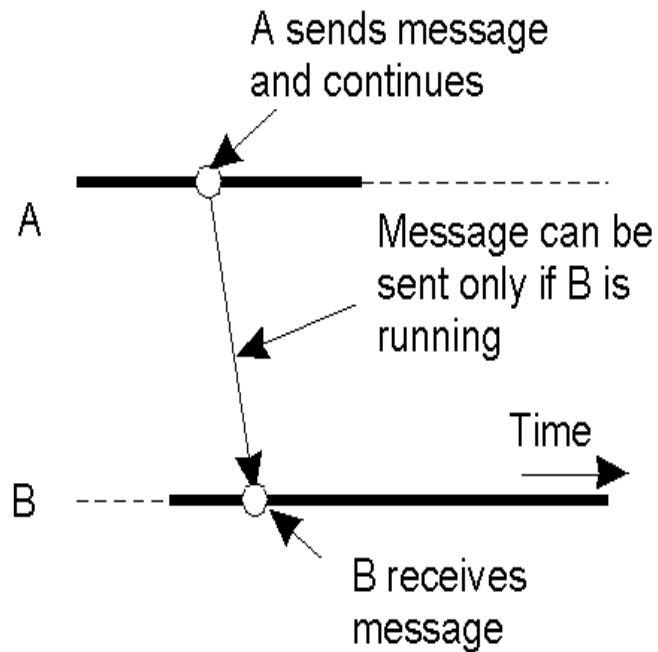 A sends message
and continues
A
Message can be
sent only if B is
running
Time
B
B receives
message